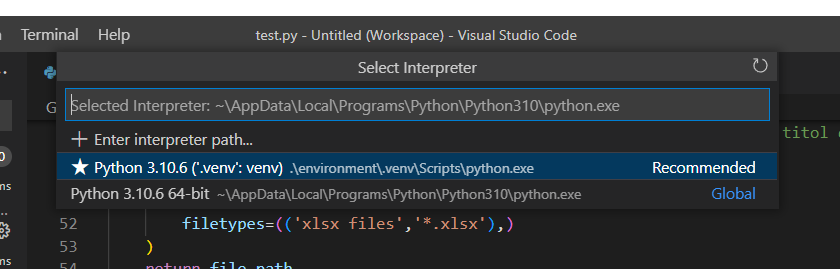 Terminal Help test.py - Untitled (Workspace) - Visual Studio Code
Select Interpreter
Selected Interpreter: ~\AppData\Local\Programs\Python\Python310\python.exe
+ Enter interpreter path...
★ Python 3.10.6 ('.venv': venv) .\environment\.venv\Scripts\python.exe Recommended
Python 3.10.6 64-bit ~\AppData\Local\Programs\Python\Python310\python.exe Global
titol
52 filetypes=(('xlsx files','*.xlsx'),)
53 )
54 return file_path